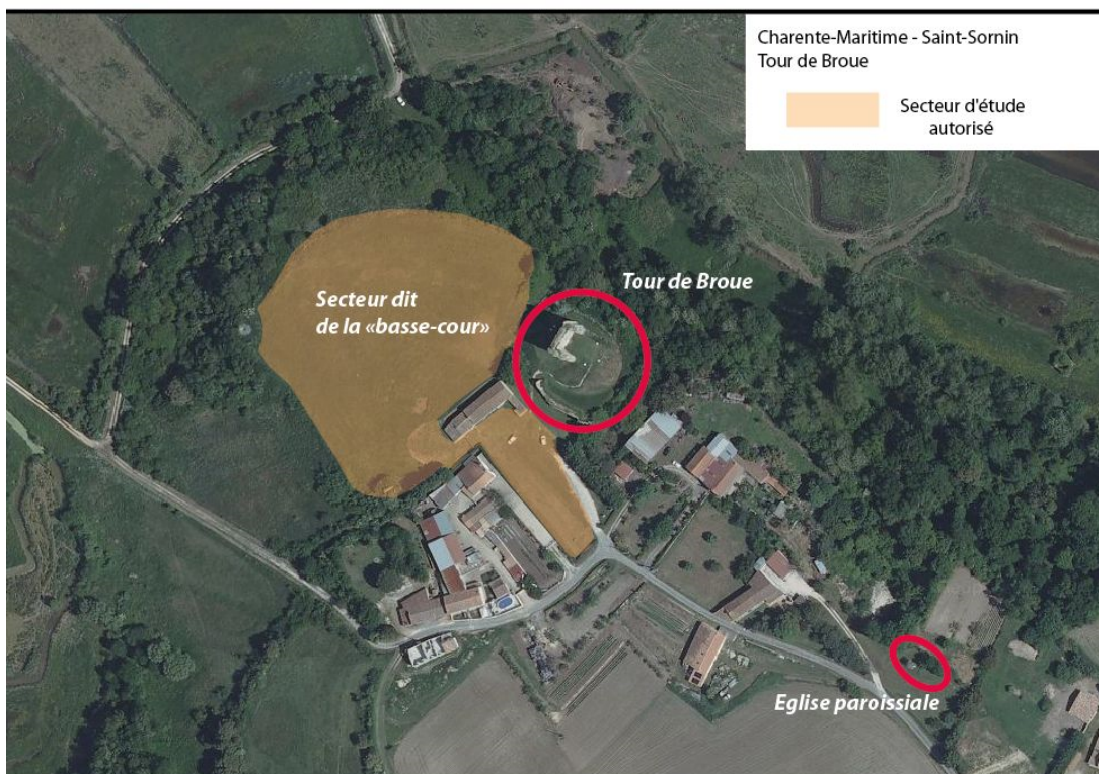 Charente-Maritime - Saint-Sornin
Tour de Broue
Secteur d'étude
autorisé
Tour de Broue
Secteur dit
de la «basse-cour»
Eglise paroissiale